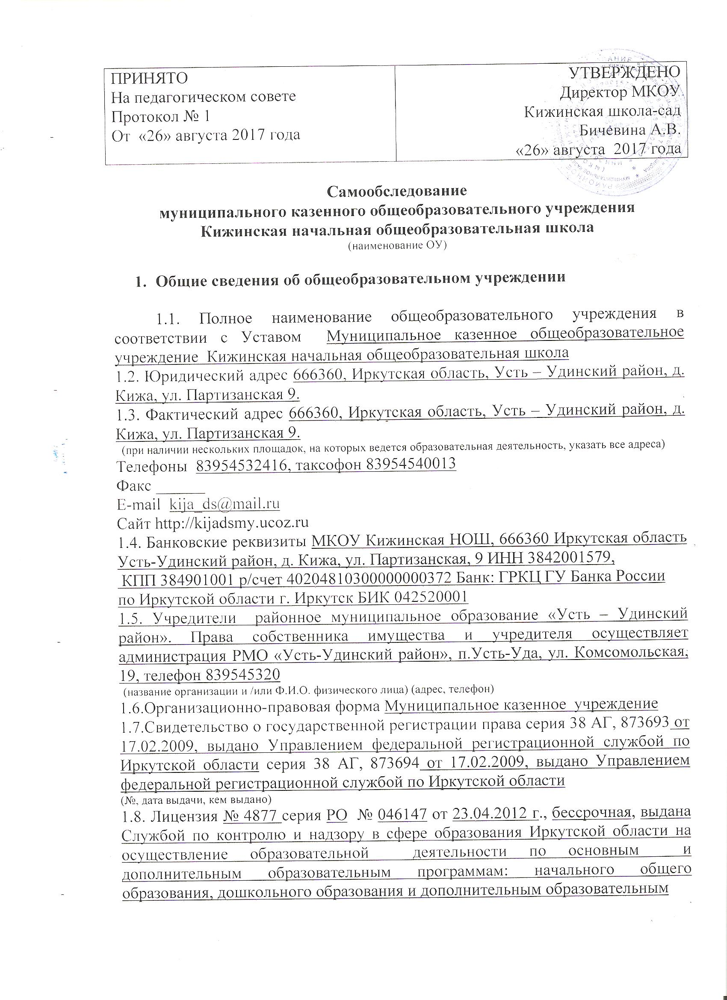 ПРИНЯТО
На педагогическом совете
Протокол № 1
От «26» августа 2017 года
УТВЕРЖДЕНО
Директор МКОУ
Кижинская школа-сад
Бичевина А.В.
«26» августа 2017 года
Самообследование
муниципального казенного общеобразовательного учреждения
Кижинская начальная общеобразовательная школа
(наименование ОУ)
1. Общие сведения об общеобразовательном учреждении
1.1. Полное наименование общеобразовательного учреждения в
соответствии с Уставом Муниципальное казенное общеобразовательное
учреждение Кижинская начальная общеобразовательная школа
1.2. Юридический адрес 666360, Иркутская область, Усть – Удинский район, д.
Кижа, ул. Партизанская 9.
1.3. Фактический адрес 666360, Иркутская область, Усть – Удинский район, д.
Кижа, ул. Партизанская 9.
(при наличии нескольких площадок, на которых ведется образовательная деятельность, указать все адреса)
Телефоны 83954532416, таксофон 83954540013
Факс ______
E-mail kija_ds@mail.ru
Сайт http://kijadsmy.ucoz.ru
1.4. Банковские реквизиты МКОУ Кижинская НОШ, 666360 Иркутская область
Усть-Удинский район, д. Кижа, ул. Партизанская, 9 ИНН 3842001579,
КПП 384901001 р/счет 40204810300000000372 Банк: ГРКЦ ГУ Банка России
по Иркутской области г. Иркутск БИК 042520001
1.5. Учредители районное муниципальное образование «Усть – Удинский
район». Права собственника имущества и учредителя осуществляет
администрация РМО «Усть-Удинский район», п.Усть-Уда, ул. Комсомольская,
19, телефон 839545320
(название организации и /или Ф.И.О. физического лица) (адрес, телефон)
1.6.Организационно-правовая форма Муниципальное казенное учреждение
1.7.Свидетельство о государственной регистрации права серия 38 АГ, 873693 от
17.02.2009, выдано Управлением федеральной регистрационной службой по
Иркутской области серия 38 АГ, 873694 от 17.02.2009, выдано Управлением
федеральной регистрационной службой по Иркутской области
(№, дата выдачи, кем выдано)
1.8. Лицензия № 4877 серия РО № 046147 от 23.04.2012 г., бессрочная, выдана
Службой по контролю и надзору в сфере образования Иркутской области на
осуществление образовательной деятельности по основным и
дополнительным образовательным программам: начального общего
образования, дошкольного образования и дополнительным образовательным